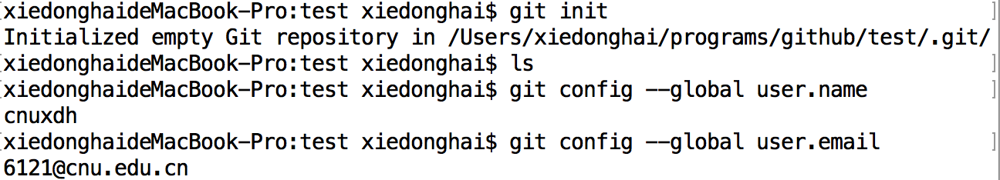 xiedonghaideMacBook-Pro:test xiedonghai$ git init
Initialized empty Git repository in /Users/xiedonghai/programs/github/test/.git/
xiedonghaideMacBook-Pro:test xiedonghai$ ls
xiedonghaideMacBook-Pro:test xiedonghai$ git config --global user.name
cnuxdh
xiedonghaideMacBook-Pro:test xiedonghai$ git config --global user.email
6121@cnu.edu.cn